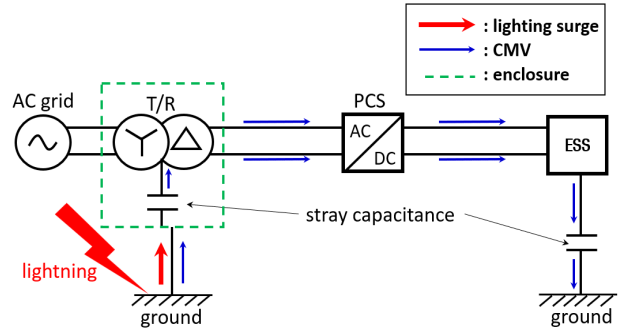 : lighting surge
: CMV
: enclosure
AC grid
T/R
PCS
AC
DC
ESS
stray capacitance
lightning
ground
ground